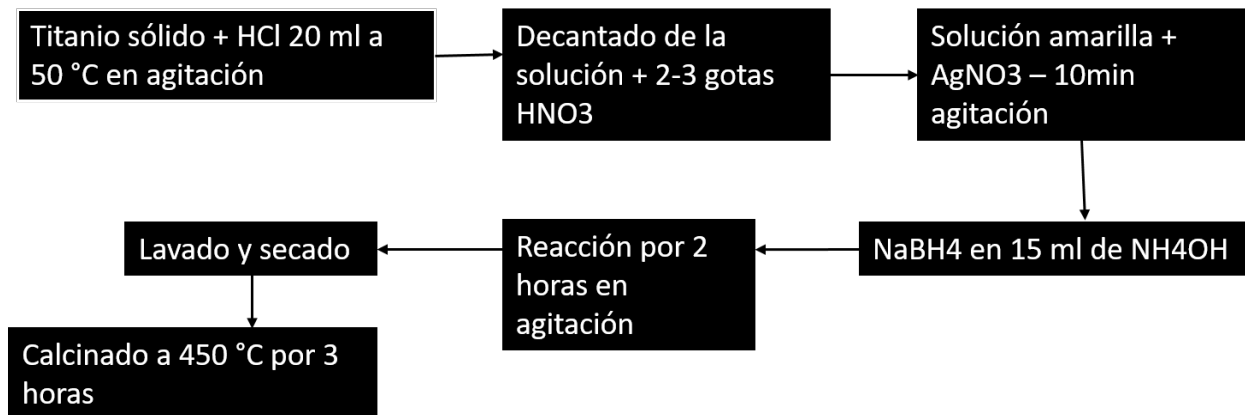 Titanio sólido + HCl 20 ml a
50 °C en agitación
Decantado de la
solución + 2-3 gotas
HNO3
Solución amarilla +
AgNO3 – 10min
agitación
NaBH4 en 15 ml de NH4OH
Reacción por 2
horas en
agitación
Lavado y secado
Calcinado a 450 °C por 3
horas